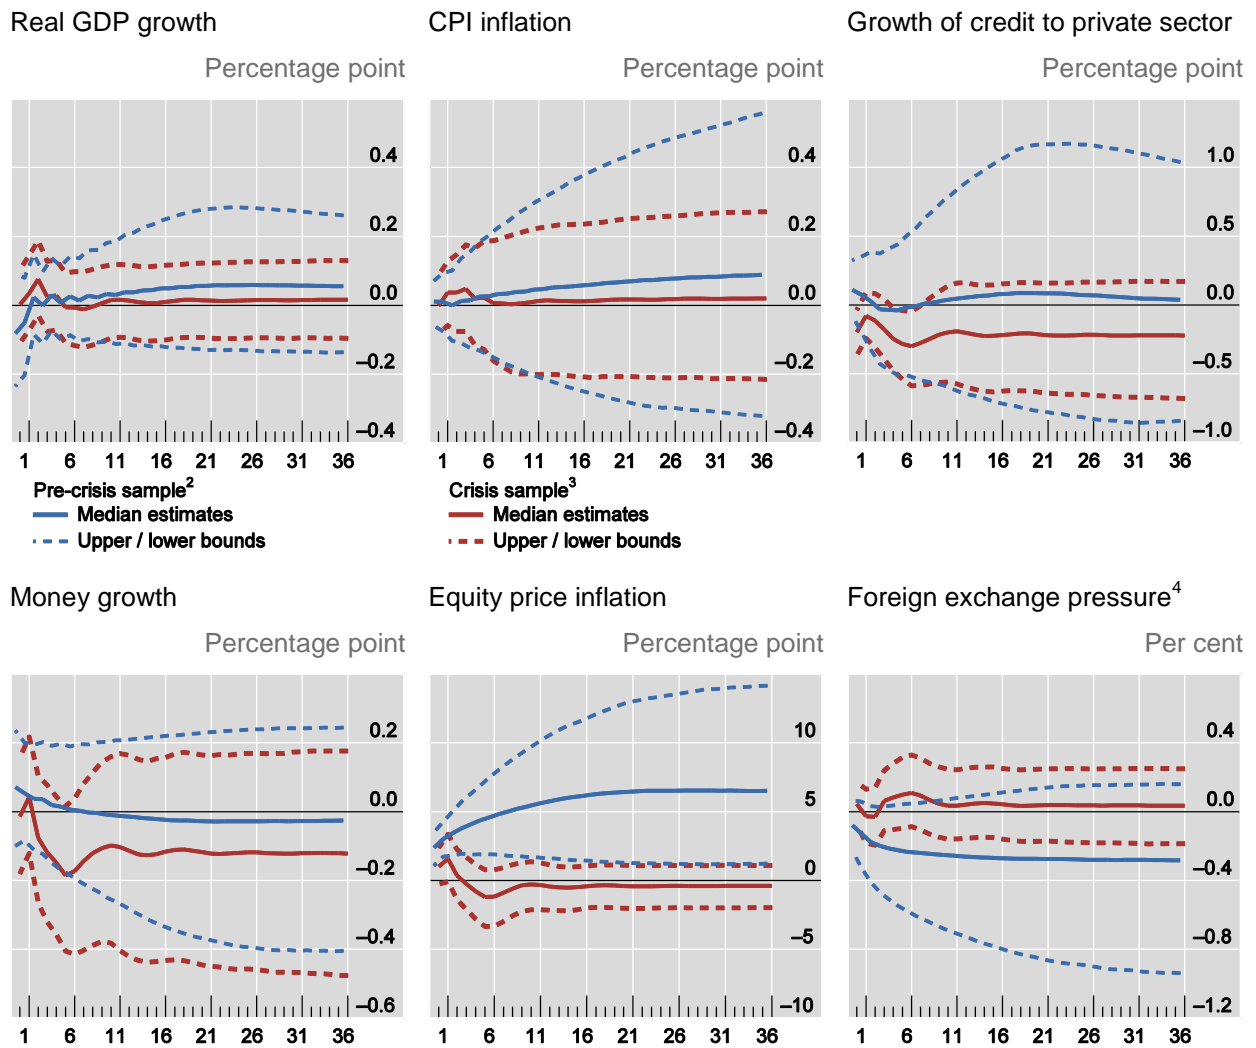 Real GDP growth
Percentage point
0.4
0.2
0.0
–0.2
–0.4
1 6 11 16 21 26 31 36
CPI inflation
Percentage point
0.4
0.2
0.0
–0.2
–0.4
1 6 11 16 21 26 31 36
Growth of credit to private sector
Percentage point
1.0
0.5
0.0
–0.5
–1.0
1 6 11 16 21 26 31 36
Pre-crisis sample²
Median estimates
Upper / lower bounds
Crisis sample³
Median estimates
Upper / lower bounds
Money growth
Percentage point
0.2
0.0
–0.2
–0.4
–0.6
1 6 11 16 21 26 31 36
Equity price inflation
Percentage point
10
5
0
–5
–10
1 6 11 16 21 26 31 36
Foreign exchange pressure⁴
Per cent
0.4
0.0
–0.4
–0.8
–1.2
1 6 11 16 21 26 31 36